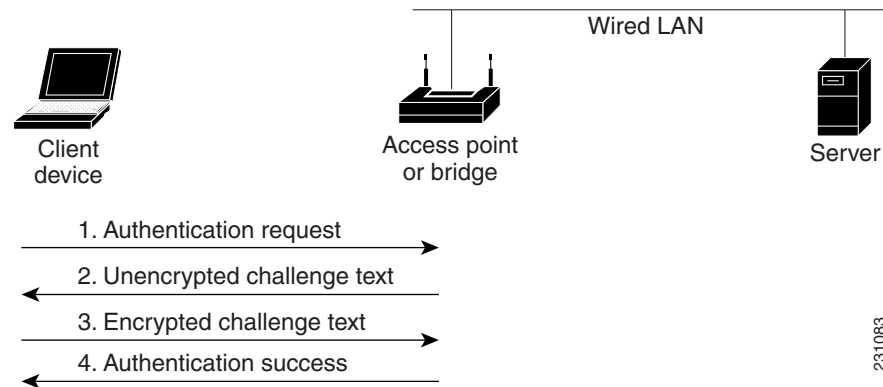 Wired LAN
Client
device
Access point
or bridge
Server
1. Authentication request
2. Unencrypted challenge text
3. Encrypted challenge text
4. Authentication success
231083